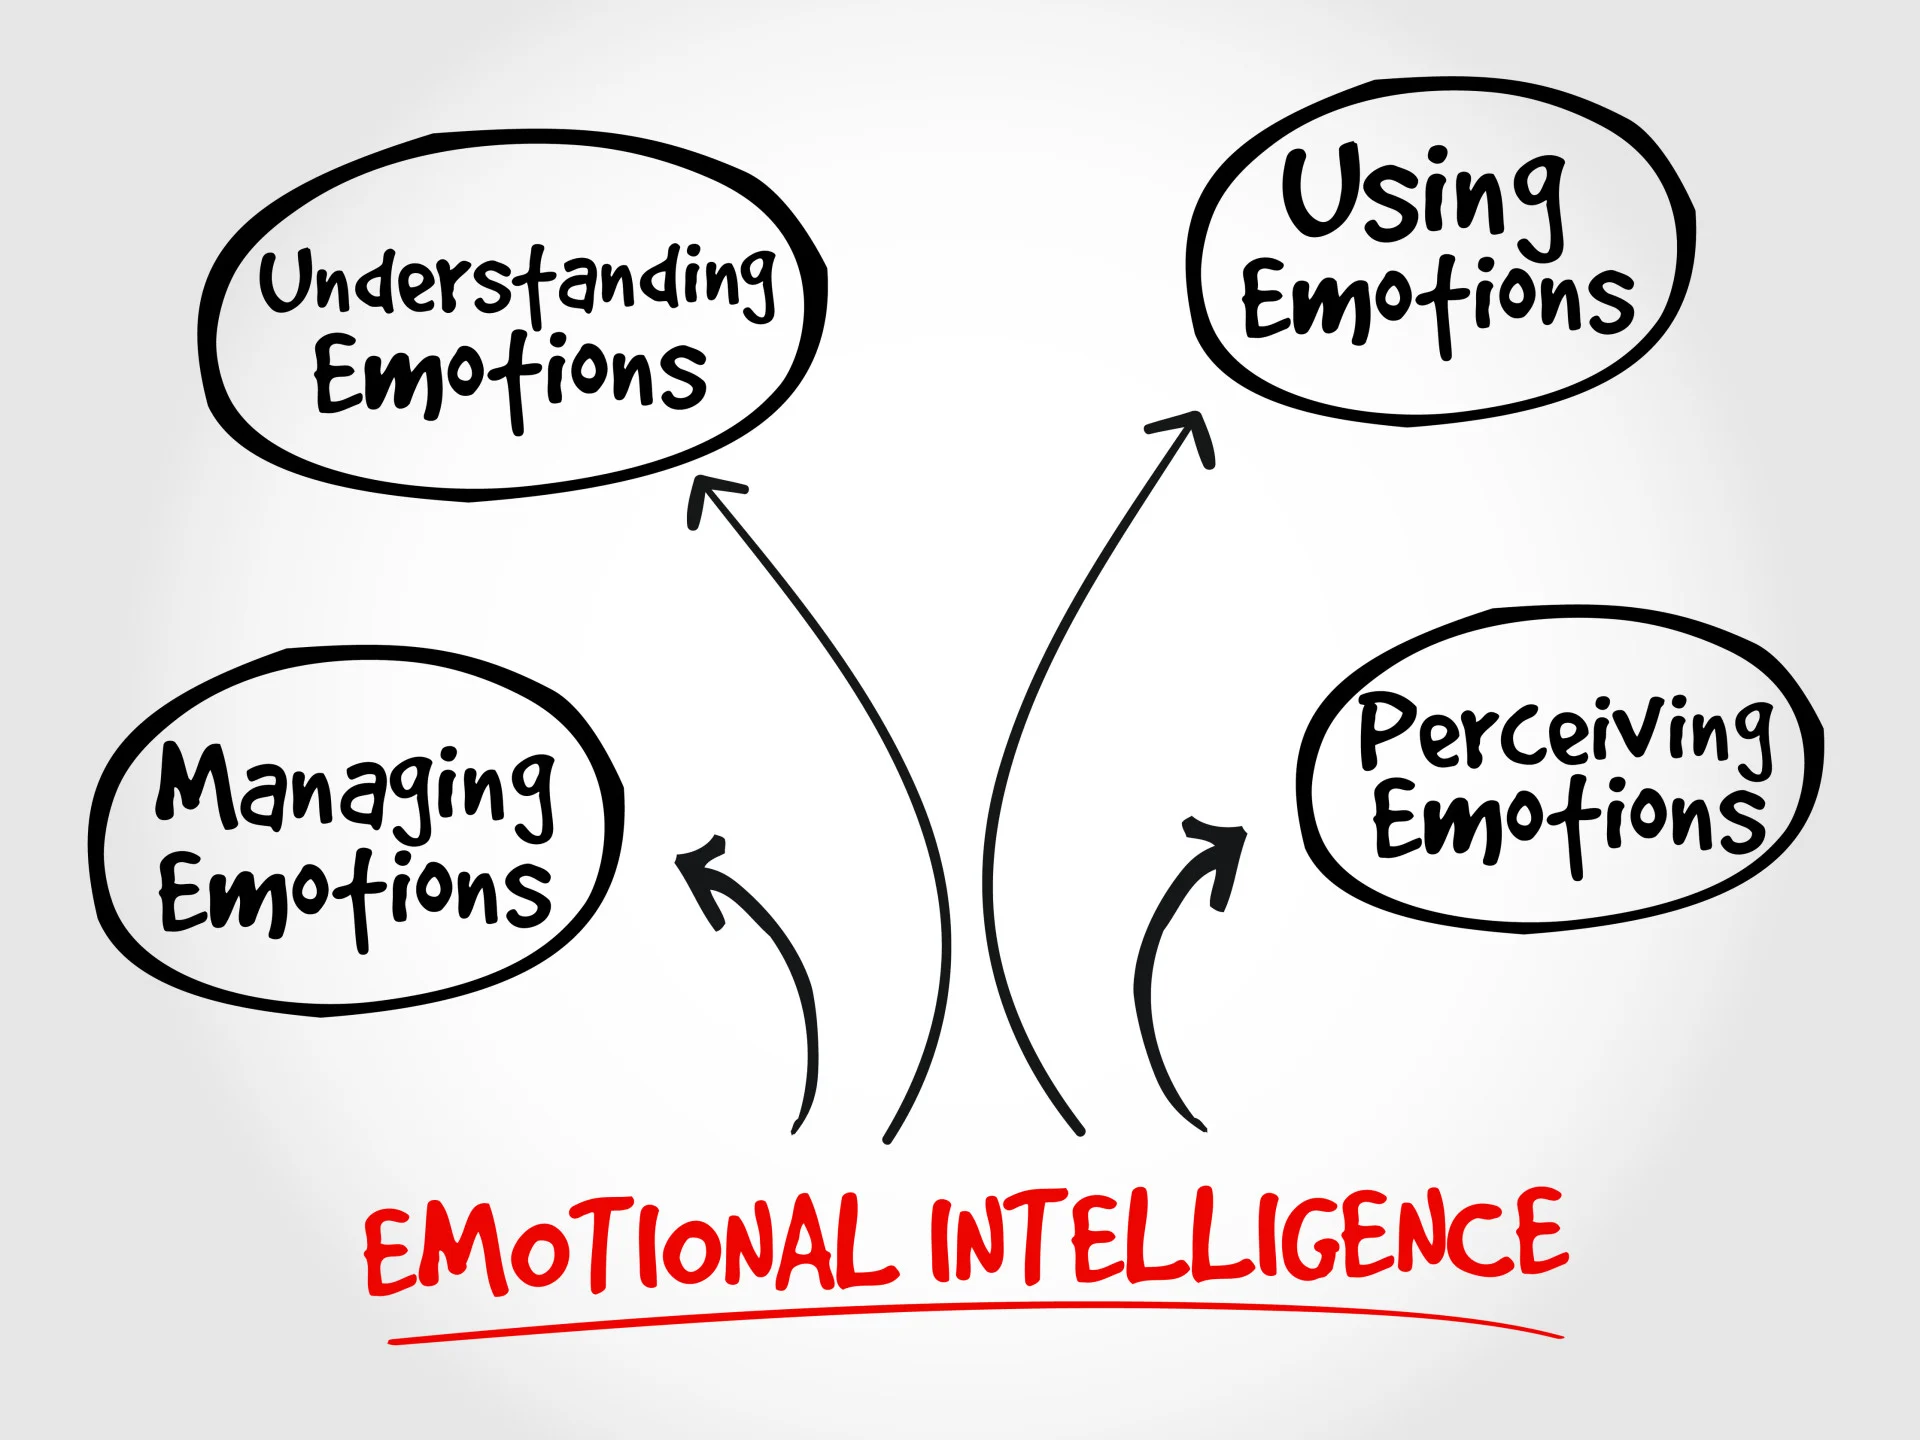 Understanding
Emotions
Using
Emotions
Managing
Emotions
Perceiving
Emotions
EMOTIONAL INTELLIGENCE